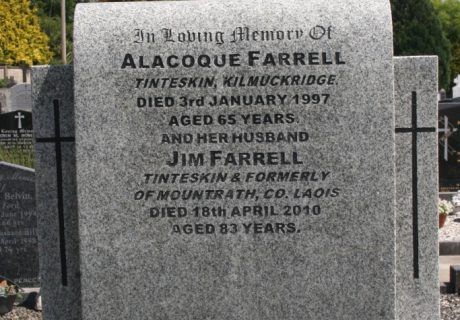 In Loving Memory Of
ALACOQUE FARRELL
TINTESKIN, KILMUCKRIDGE.
DIED 3rd JANUARY 1997
AGED 65 YEARS.
AND HER HUSBAND
JIM FARRELL
TINTESKIN & FORMERLY
OF MOUNTRATH, CO. LAOIS
DIED 18th APRIL 2010
AGED 83 YEARS.